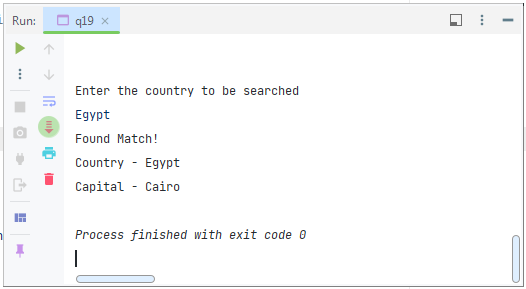 Run: q19
Enter the country to be searched
Egypt
Found Match!
Country - Egypt
Capital - Cairo
Process finished with exit code 0